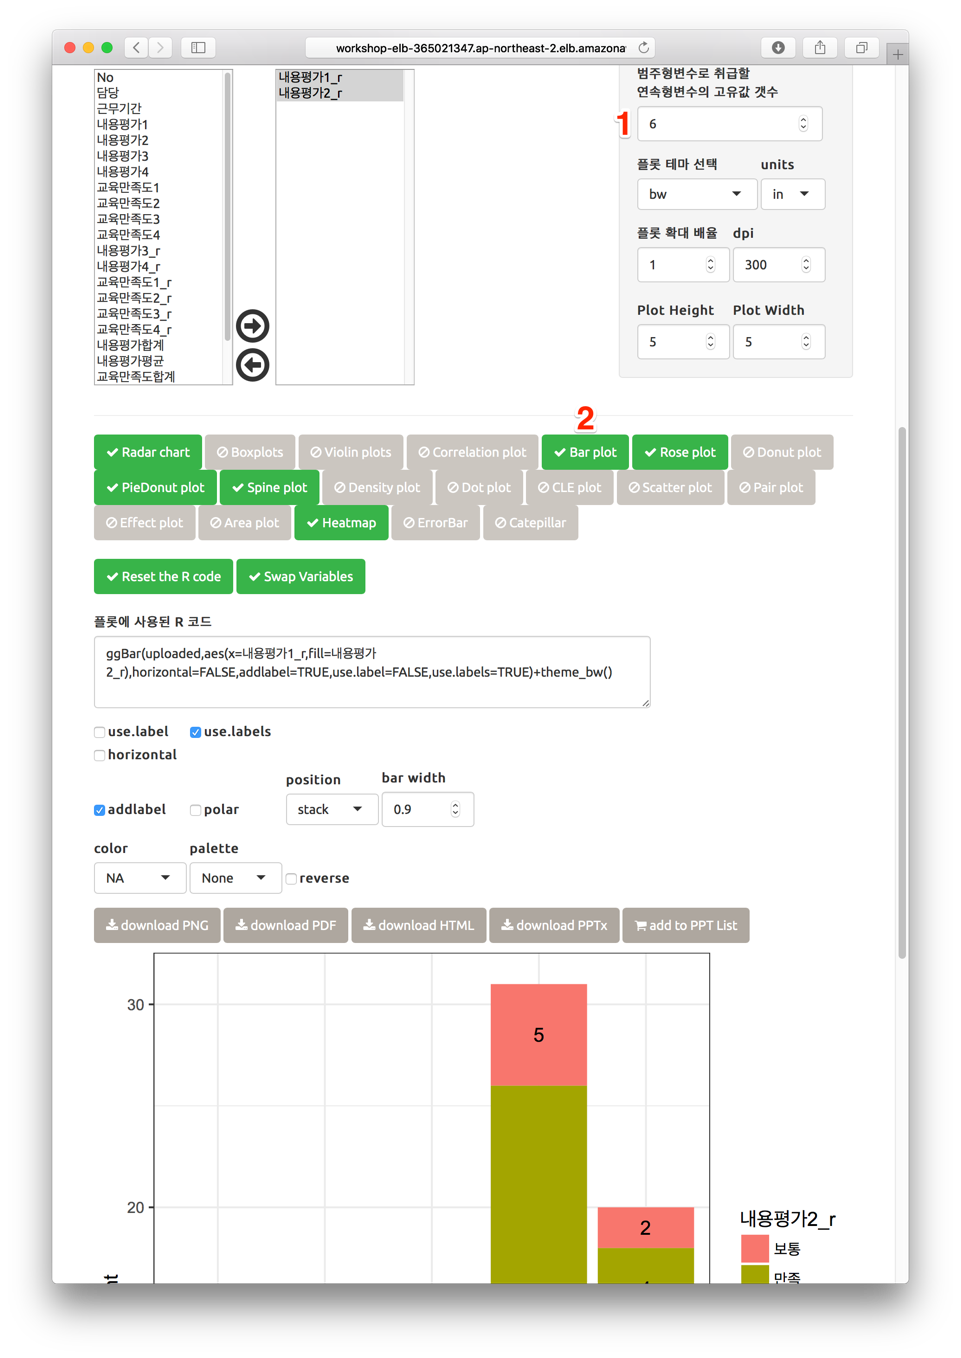 workshop-elb-365021347.ap-northeast-2.elb.amazona
No
담당
근무기간
내용평가1
내용평가2
내용평가3
내용평가4
교육만족도1
교육만족도2
교육만족도3
교육만족도4
내용평가3_r
내용평가4_r
교육만족도1_r
교육만족도2_r
교육만족도3_r
교육만족도4_r
내용평가합계
내용평가평균
교육만족도합계
내용평가1_r
내용평가2_r
범주형변수로 취급할
연속형변수의 고유값 갯수
1
6
플롯 테마 선택 units
bw in
플롯 확대 배율 dpi
1 300
Plot Height Plot Width
5 5
2
Radar chart Boxplots Violin plots Correlation plot Bar plot Rose plot Donut plot
PieDonut plot Spine plot Density plot Dot plot CLE plot Scatter plot Pair plot
Effect plot Area plot Heatmap ErrorBar Catepillar
Reset the R code Swap Variables
플롯에 사용된 R 코드
ggBar(uploaded,aes(x=내용평가1_r,fill=내용평가
2_r),horizontal=FALSE,addlabel=TRUE,use.label=FALSE,use.labels=TRUE)+theme_bw()
use.label use.labels
horizontal
position bar width
addlabel polar stack 0.9
color palette
NA None reverse
download PNG download PDF download HTML download PPTx add to PPT List
30
5
20
2
내용평가2_r
보통
만족